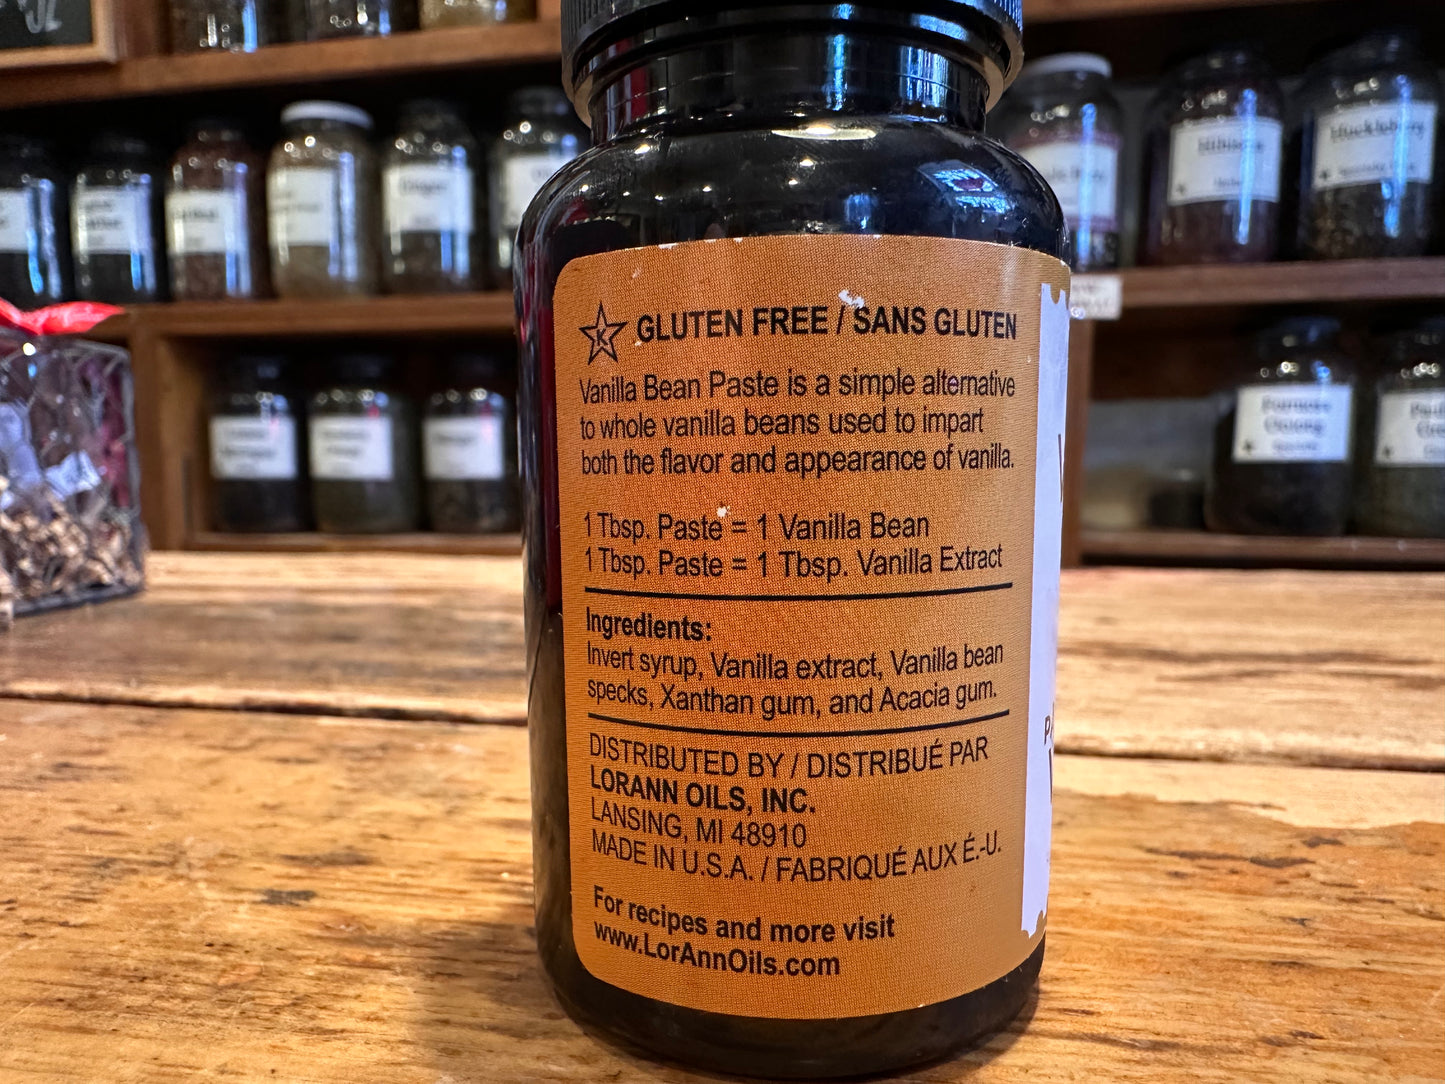 K GLUTEN FREE / SANS GLUTEN
Vanilla Bean Paste is a simple alternative
to whole vanilla beans used to impart
both the flavor and appearance of vanilla.
1 Tbsp. Paste = 1 Vanilla Bean
1 Tbsp. Paste = 1 Tbsp. Vanilla Extract
Ingredients:
Invert syrup, Vanilla extract, Vanilla bean
specks, Xanthan gum, and Acacia gum.
DISTRIBUTED BY / DISTRIBUÉ PAR
LORANN OILS, INC.
LANSING, MI 48910
MADE IN U.S.A. / FABRIQUÉ AUX É.-U.
For recipes and more visit
www.LorAnnOils.com
Ginger
Hibiscus
Huckleberry
Formosa
Oolong